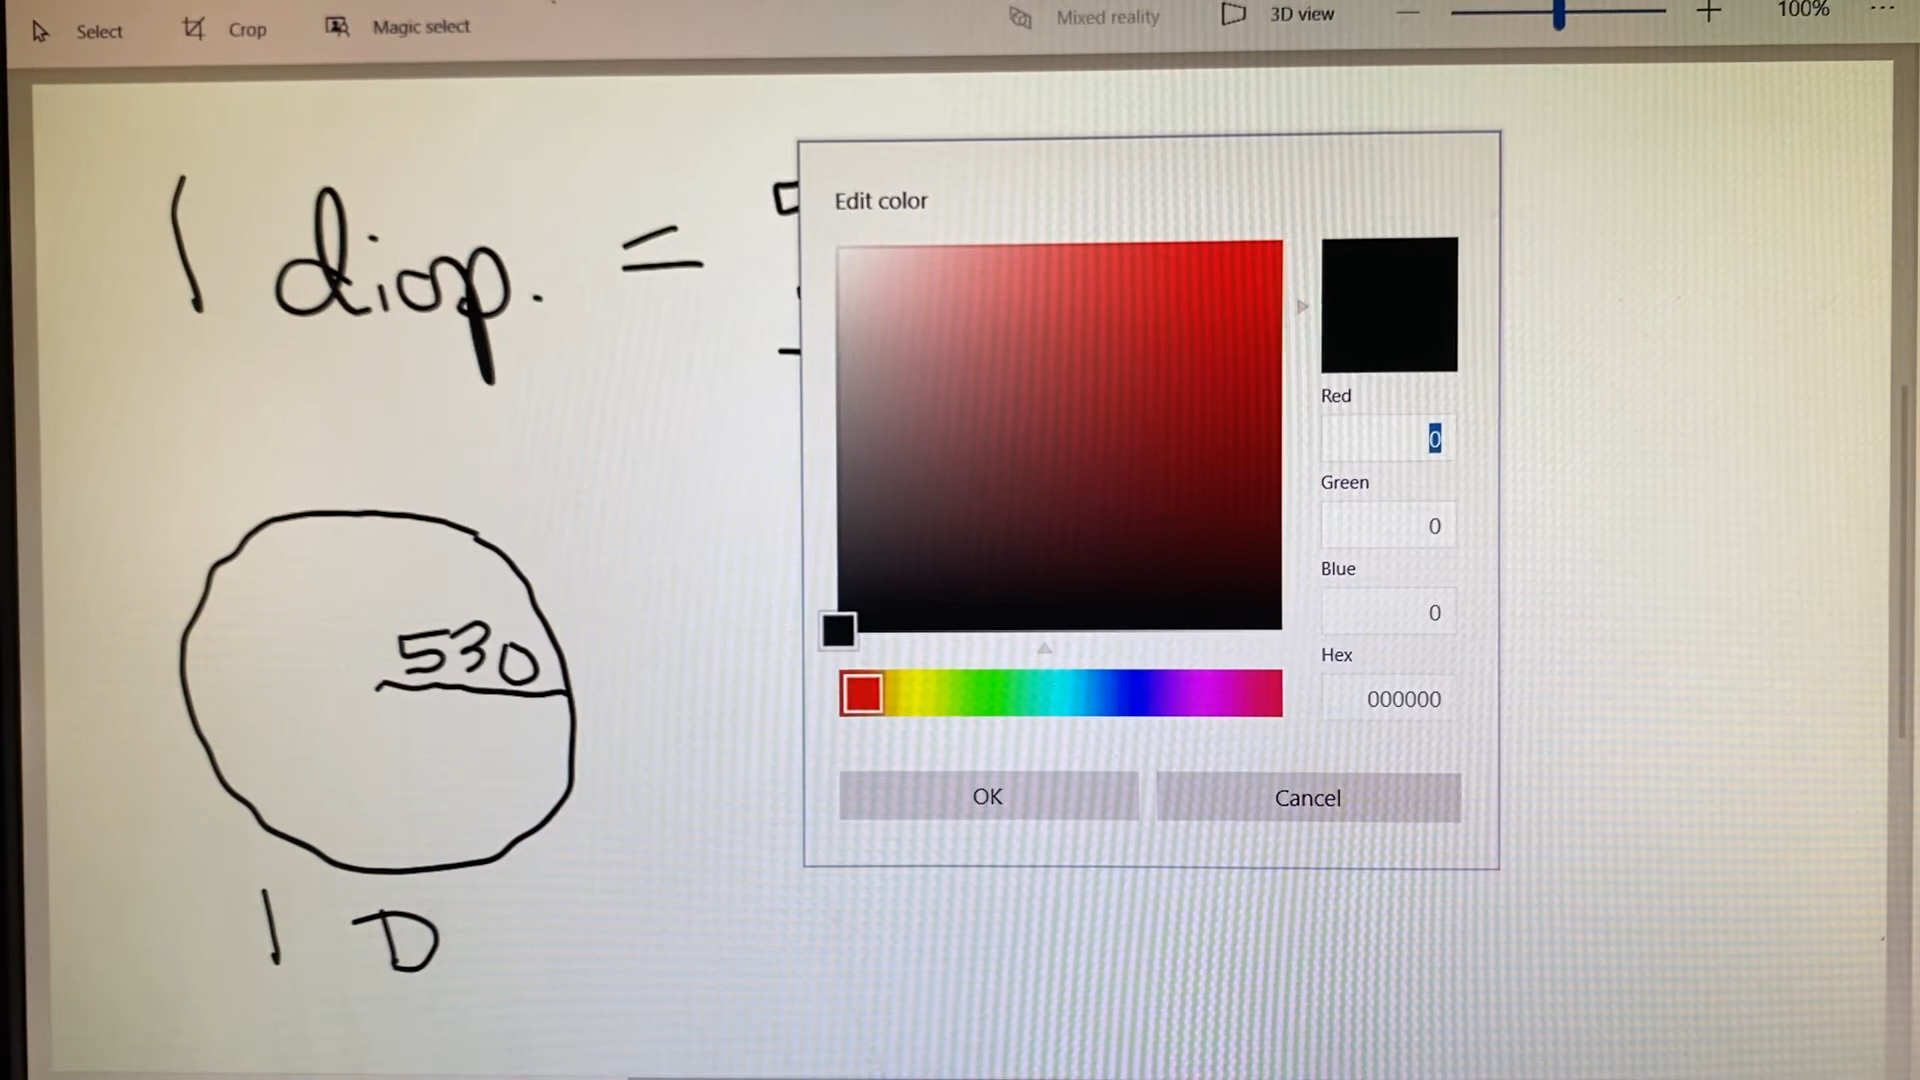 Select Crop Magic select Mixed reality 3D view 100%
1 diop. =
Edit color
Red
0
Green
0
Blue
0
Hex
000000
OK Cancel
530
1 D